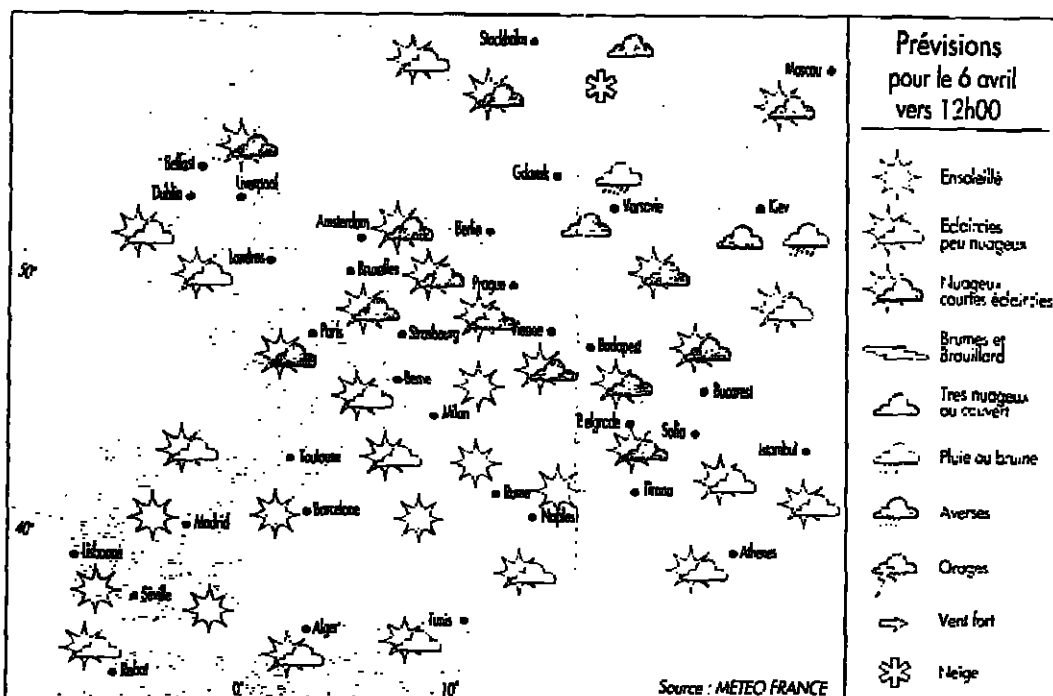 Stockholm
Moscou
Belfast
Dublin
Liverpool
Gdansk
Varsovie
Kiev
Amsterdam
Berlin
50°
Londres
Bruxelles
Prague
Paris
Strasbourg
Vienne
Budapest
Berne
Bucarest
Milan
Belgrade
Sofia
Toulouse
Istanbul
Rome
Tirana
Barcelone
Madrid
Naples
40°
Lisbonne
Athenes
Séville
Alger
Tunis
Rabat
0°
10°
Source : METEO FRANCE
Prévisions
pour le 6 avril
vers 12h00
Ensoleillé
Eclaircies
peu nuageux
Nuageux
courtes éclaircies
Brumes et
Brouillard
Tres nuageux
ou couvert
Pluie ou bruine
Averses
Orages
Vent fort
Neige